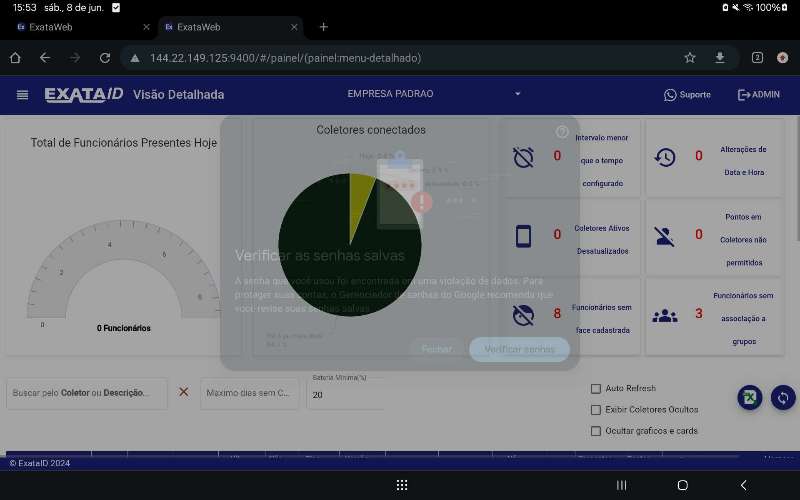 15:53 sáb., 8 de jun.
100%
ExataWeb
ExataWeb
144.22.149.125:9400/#/painel/(painel:menu-detalhado)
2
EXATAID Visão Detalhada
EMPRESA PADRAO
Suporte
ADMIN
Total de Funcionários Presentes Hoje
0
2
4
6
8
0 Funcionários
Coletores conectados
Verificar as senhas salvas
A senha que você usou foi encontrada em uma violação de dados. Para
proteger suas contas, o Gerenciador de senhas do Google recomenda que
você revise suas senhas salvas
Fechar
Verificar senhas
0
Intervelo menor
que o tempo
configurado
0
Alterações de
Data e Hora
0
Coletores Ativos
Desatualizados
0
Pontos em
Coletores não
permitidos
8
Funcionários sem
face cadastrada
3
Funcionários sem
associação a
grupos
Buscar pelo Coletor ou Descrição...
Maximo dias sem C...
Bateria Mínima(%)
20
Auto Refresh
Exibir Coletores Ocultos
Ocultar graficos e cards
© ExataID 2024